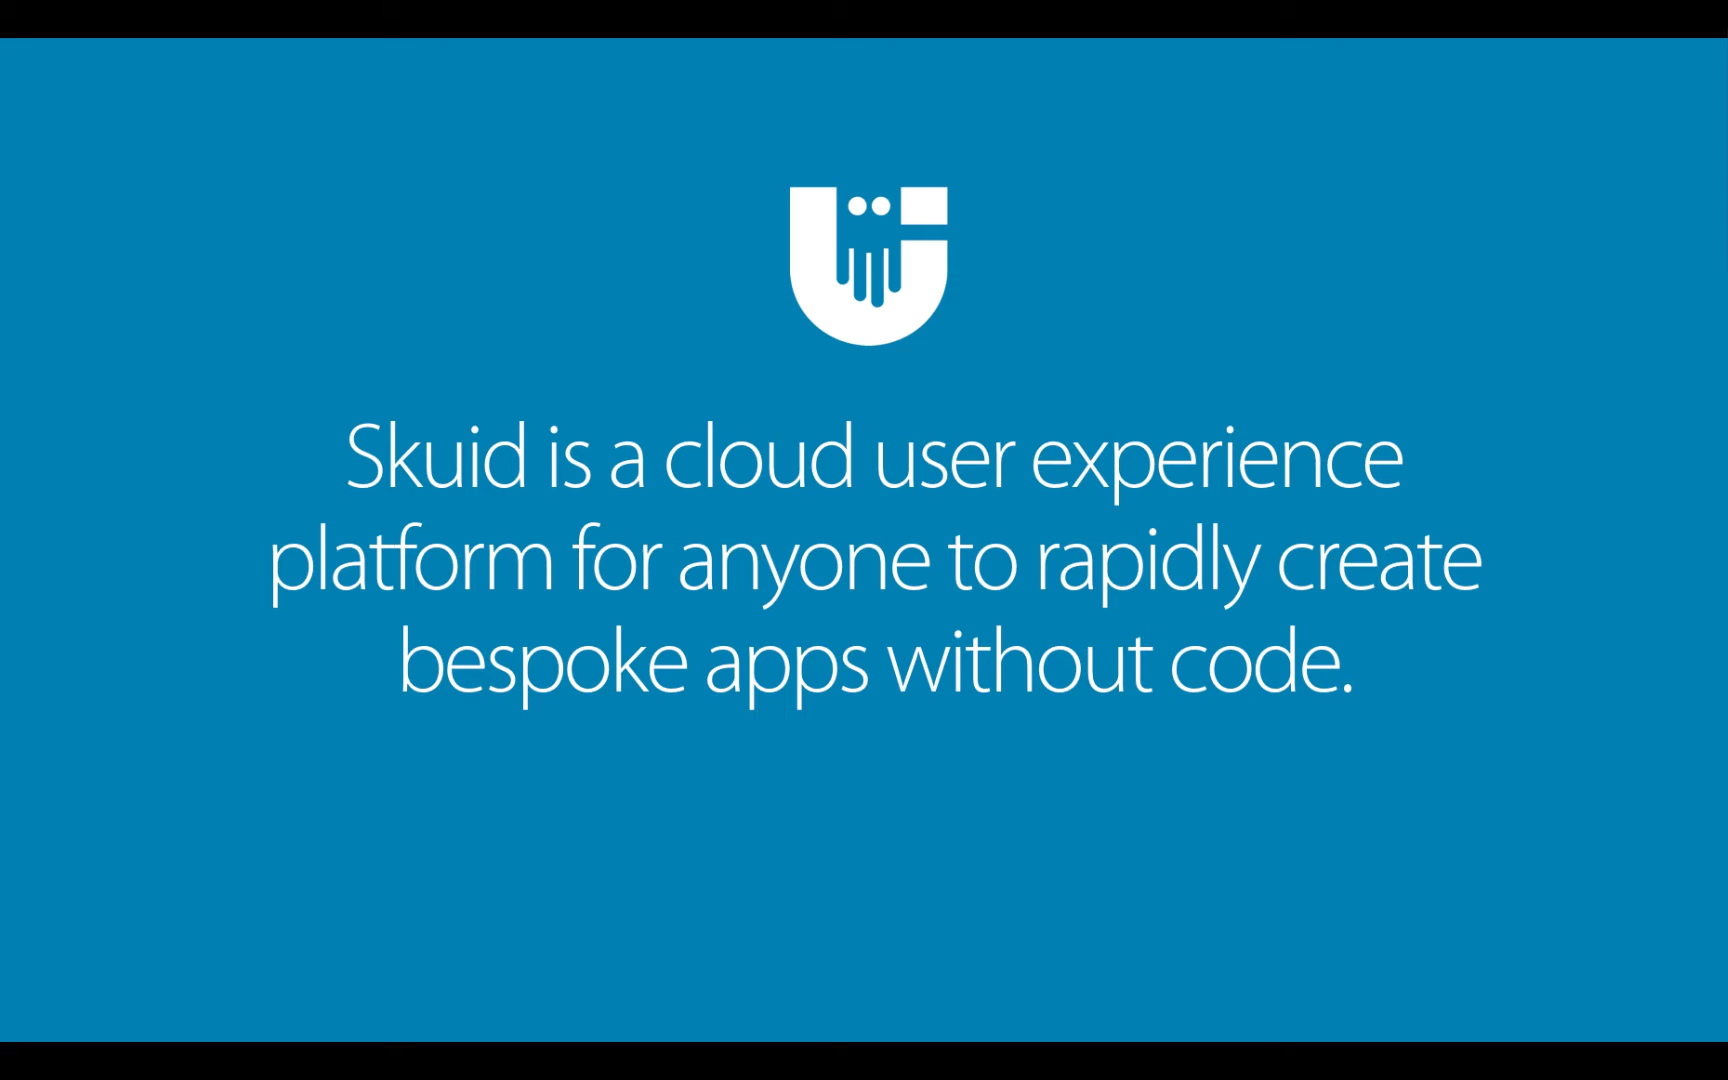 Skuid is a cloud user experience
platform for anyone to rapidly create
bespoke apps without code.